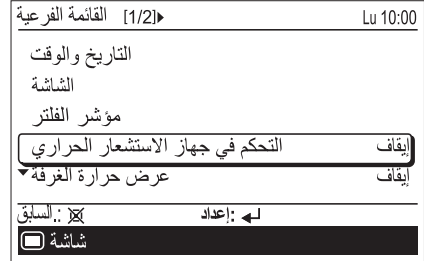 القائمة الفرعية [1/2] Lu 10:00
التاريخ والوقت
الشاشة
مؤشر الفلتر
التحكم في جهاز الاستشعار الحراري إيقاف
عرض حرارة الغرفة إيقاف
السابق: إعداد:
شاشة